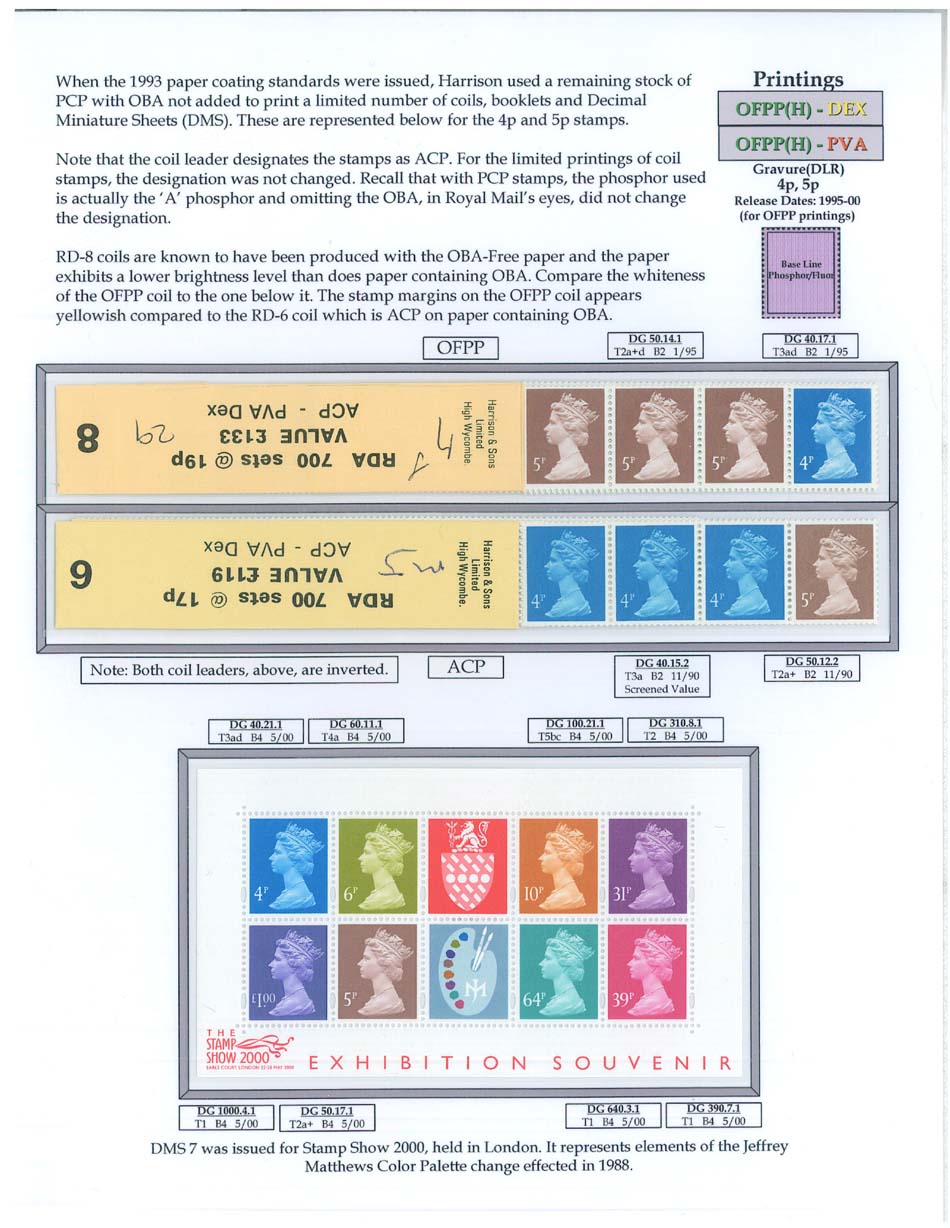 When the 1993 paper coating standards were issued, Harrison used a remaining stock of
PCP with OBA not added to print a limited number of coils, booklets and Decimal
Miniature Sheets (DMS). These are represented below for the 4p and 5p stamps.
Note that the coil leader designates the stamps as ACP. For the limited printings of coil
stamps, the designation was not changed. Recall that with PCP stamps, the phosphor used
is actually the 'A' phosphor and omitting the OBA, in Royal Mail's eyes, did not change
the designation.
RD-8 coils are known to have been produced with the OBA-Free paper and the paper
exhibits a lower brightness level than does paper containing OBA. Compare the whiteness
of the OFPP coil to the one below it. The stamp margins on the OFPP coil appears
yellowish compared to the RD-6 coil which is ACP on paper containing OBA.
Printings
OFPP(H) - DEX
OFPP(H) - PVA
Gravure(DLR)
4p, 5p
Release Dates: 1995-00
(for OFPP printings)
Base Line
Phosphor/Fluor
OFPP
DG 50.14.1
T2a+d B2 1/95
DG 40.17.1
T3ad B2 1/95
8
RDA 700 sets @ 19p
VALUE £133
ACP - PVA Dex
29
Harrison & Sons
Limited
High Wycombe.
5P
5P
5P
4P
6
RDA 700 sets @ 17p
VALUE £119
ACP - PVA Dex
Harrison & Sons
Limited
High Wycombe.
4P
4P
4P
5P
Note: Both coil leaders, above, are inverted.
ACP
DG 40.15.2
T3a B2 11/90
Screened Value
DG 50.12.2
T2a+ B2 11/90
DG 40.21.1
T3ad B4 5/00
DG 60.11.1
T4a B4 5/00
DG 100.21.1
T5bc B4 5/00
DG 310.8.1
T2 B4 5/00
4P
6P
10P
31P
£1.00
5P
JM
64P
39P
THE
STAMP
SHOW 2000
EARLS COURT, LONDON 22-28 MAY 2000
EXHIBITION SOUVENIR
DG 1000.4.1
T1 B4 5/00
DG 50.17.1
T2a+ B4 5/00
DG 640.3.1
T1 B4 5/00
DG 390.7.1
T1 B4 5/00
DMS 7 was issued for Stamp Show 2000, held in London. It represents elements of the Jeffrey
Matthews Color Palette change effected in 1988.